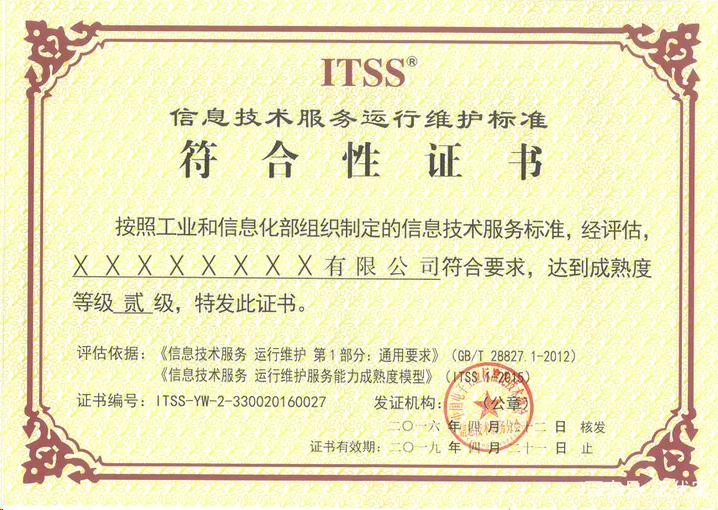 ITSS®
信息技术服务运行维护标准
符合性证书
按照工业和信息化部组织制定的信息技术服务标准，经评估，
XXXXXXXX有限公司符合要求，达到成熟度
等级 贰 级，特发此证书。
评估依据：《信息技术服务 运行维护 第1部分：通用要求》（GB/T 28827.1-2012）
《信息技术服务 运行维护服务能力成熟度模型》（ITSS.1-2015）
证书编号：ITSS-YW-2-330020160027 发证机构： （公章）
二〇一六 年 四 月 二十二 日 核发
证书有效期：二〇一九 年 四 月 二十一 日 止